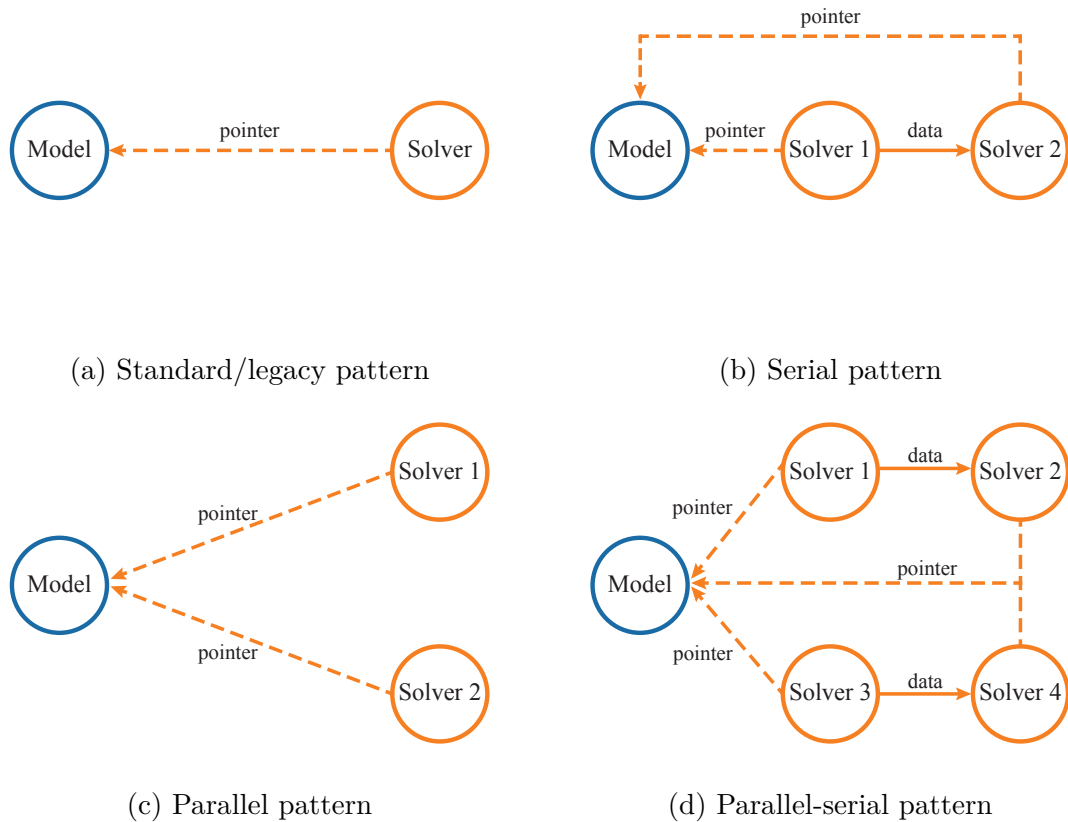 Model
pointer
Solver
(a) Standard/legacy pattern
pointer
Model
pointer
Solver 1
data
Solver 2
(b) Serial pattern
Solver 1
pointer
Model
pointer
Solver 2
(c) Parallel pattern
Solver 1
data
Solver 2
pointer
pointer
Model
pointer
Solver 3
data
Solver 4
(d) Parallel-serial pattern